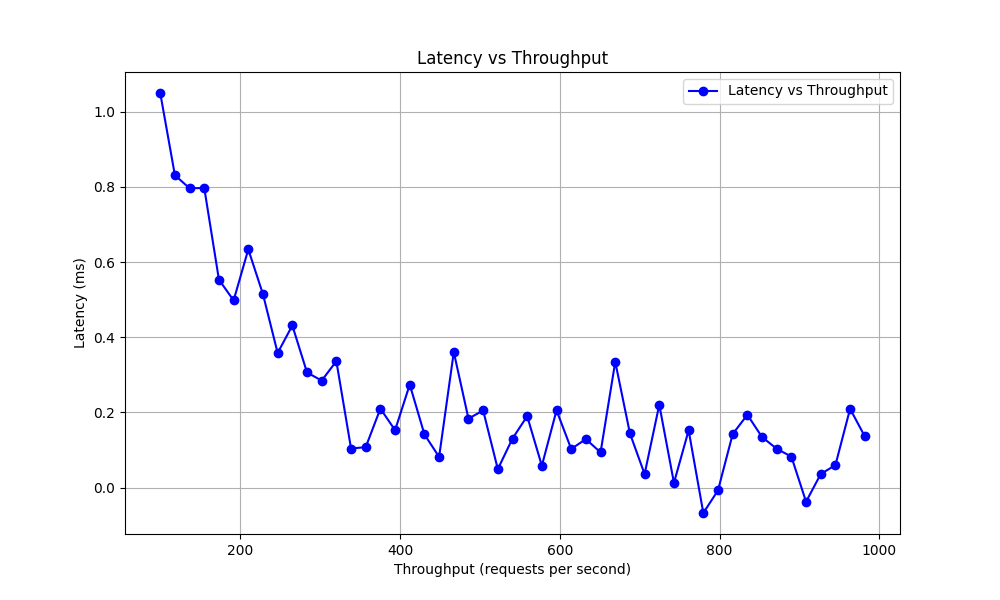 Latency vs Throughput
Latency vs Throughput
Latency (ms)
1.0
0.8
0.6
0.4
0.2
0.0
200 400 600 800 1000
Throughput (requests per second)